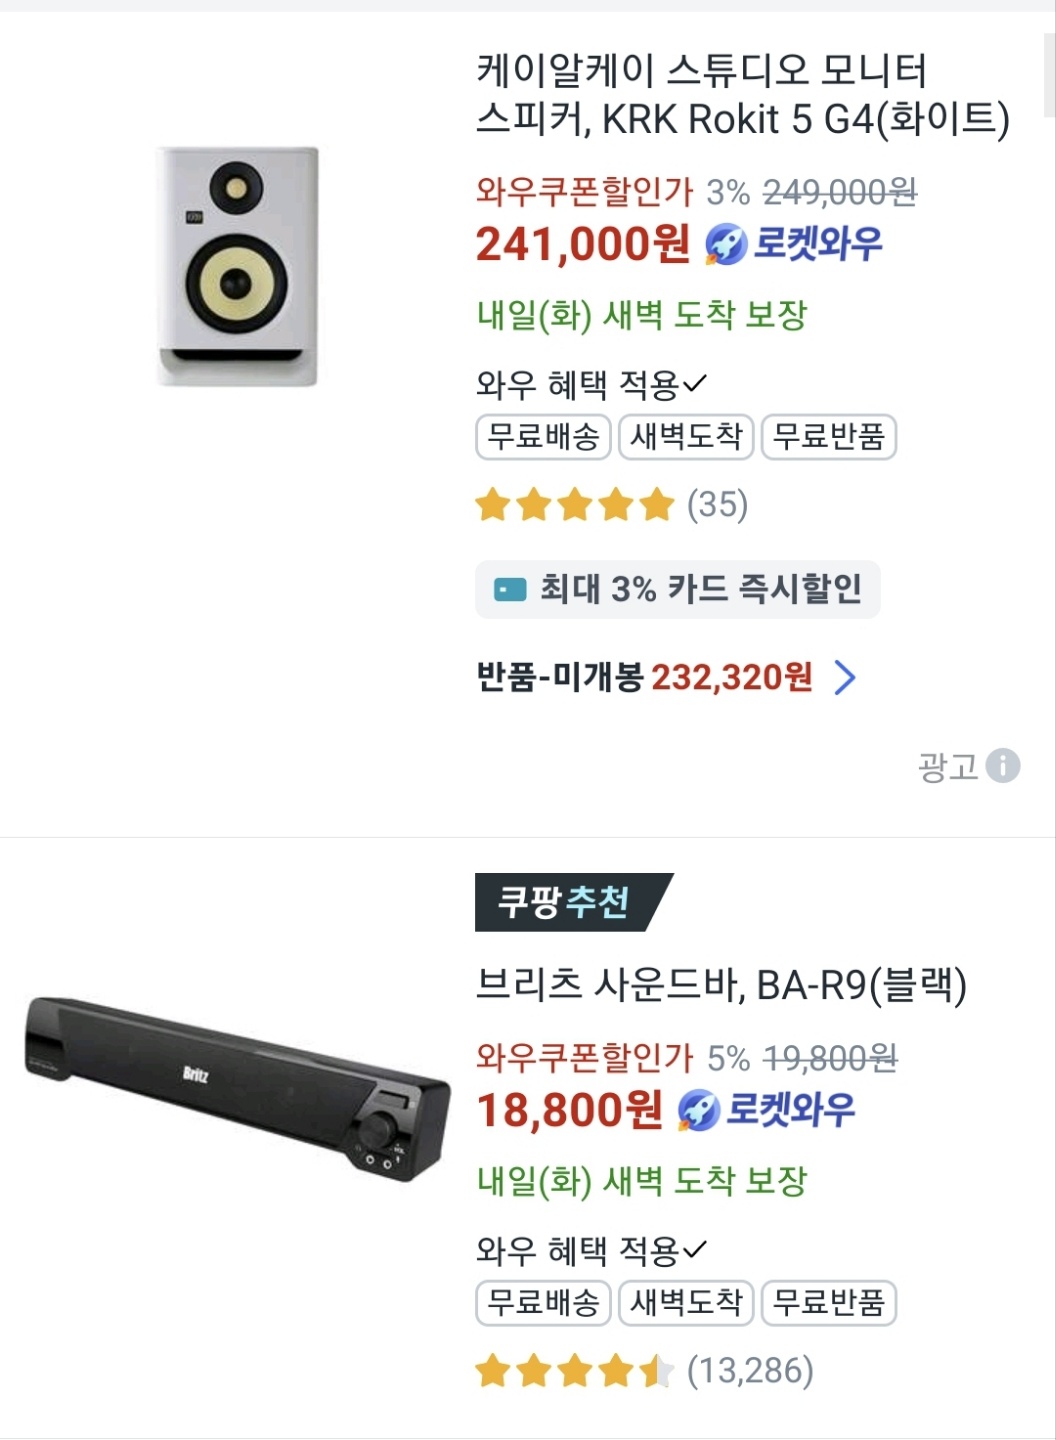 케이알케이 스튜디오 모니터
스피커, KRK Rokit 5 G4(화이트)
와우쿠폰할인가 3% 249,000원
241,000원 로켓와우
내일(화) 새벽 도착 보장
와우 혜택 적용✓
무료배송 새벽도착 무료반품
(35)
최대 3% 카드 즉시할인
반품-미개봉 232,320원
광고
쿠팡추천
브리츠 사운드바, BA-R9(블랙)
Britz
와우쿠폰할인가 5% 19,800원
18,800원 로켓와우
내일(화) 새벽 도착 보장
와우 혜택 적용✓
무료배송 새벽도착 무료반품
(13,286)